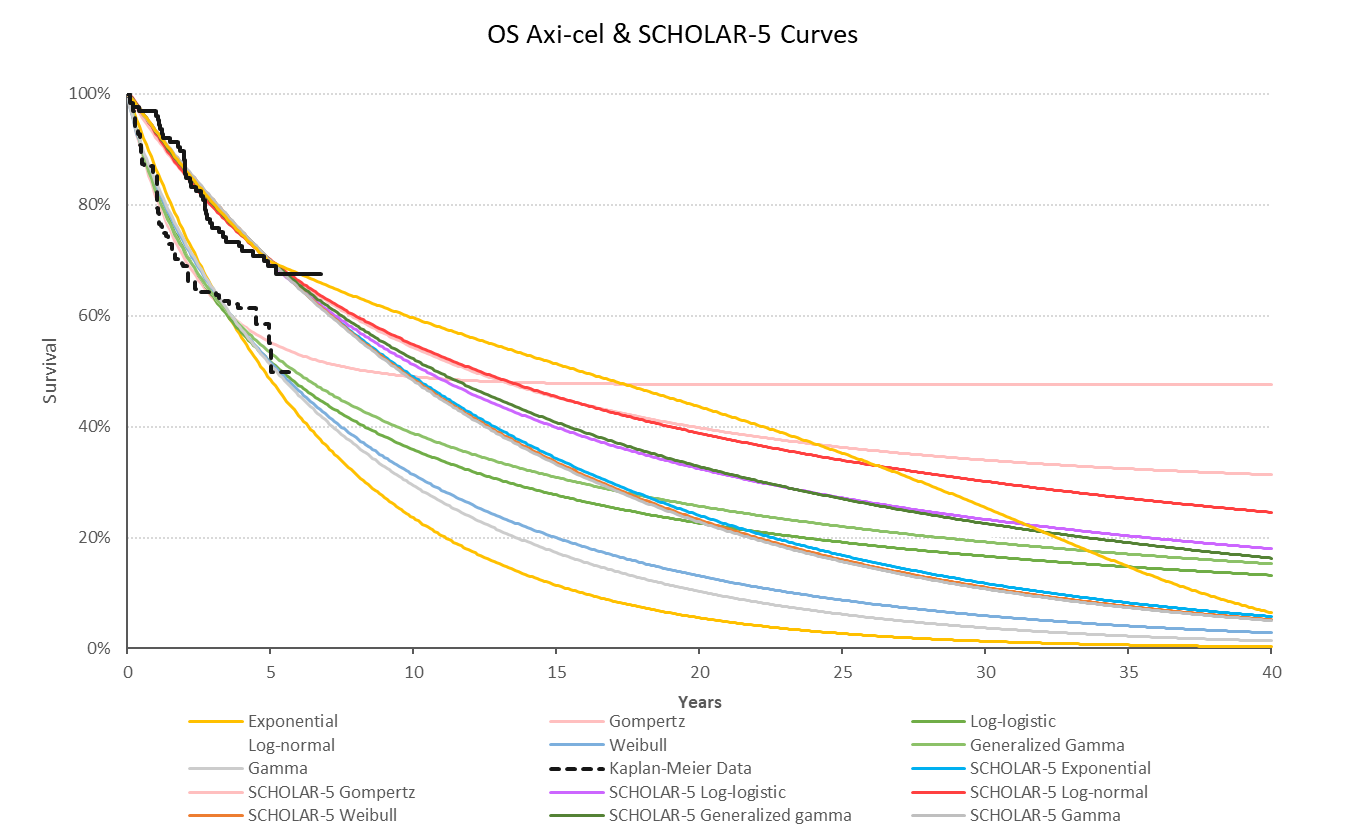 OS Axi-cel & SCHOLAR-5 Curves
100%
80%
60%
40%
20%
0%
Survival
0 5 10 15 20 25 30 35 40
Years
Exponential Gompertz Log-logistic
Log-normal Weibull Generalized Gamma
Gamma Kaplan-Meier Data SCHOLAR-5 Exponential
SCHOLAR-5 Gompertz SCHOLAR-5 Log-logistic SCHOLAR-5 Log-normal
SCHOLAR-5 Weibull SCHOLAR-5 Generalized gamma SCHOLAR-5 Gamma